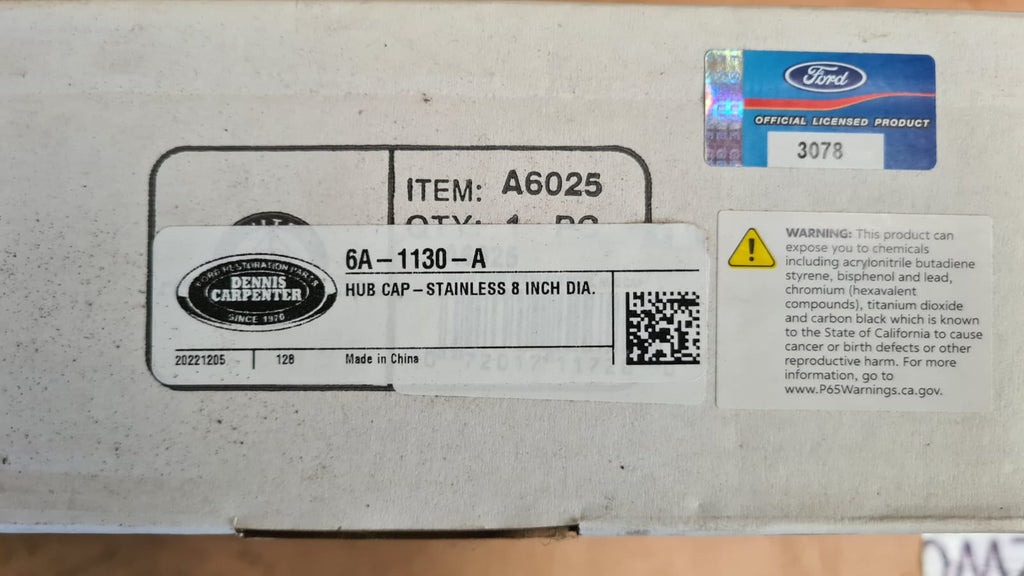 Ford
OFFICIAL LICENSED PRODUCT
3078
ITEM: A6025
QTY: 1 PC
6A-1130-A
HUB CAP-STAINLESS 8 INCH DIA.
FORD RESTORATION PARTS
DENNIS
CARPENTER
SINCE 1976
20221205
128
Made in China
WARNING: This product can
expose you to chemicals
including acrylonitrile butadiene
styrene, bisphenol and lead,
chromium (hexavalent
compounds), titanium dioxide
and carbon black which is known
to the State of California to cause
cancer or birth defects or other
reproductive harm. For more
information, go to
www.P65Warnings.ca.gov.